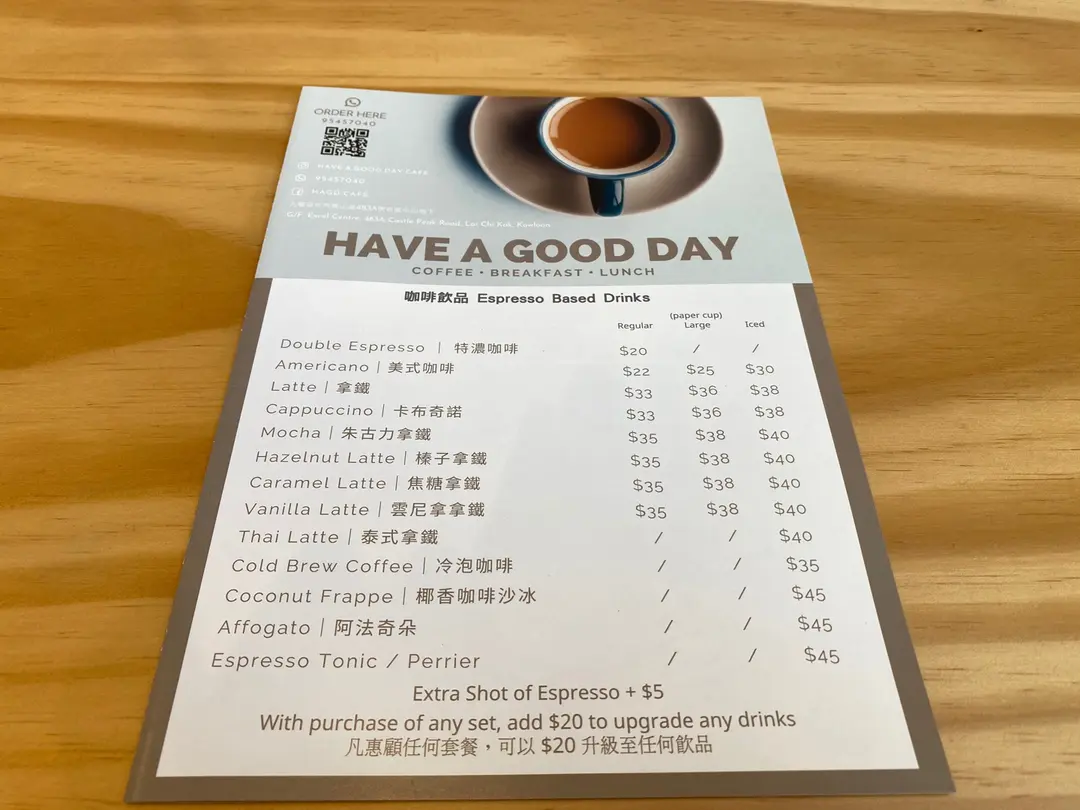 ORDER HERE
95457040
HAVE A GOOD DAY CAFE
95457040
HAGD CAFE
G/F, Excel Centre, 483A Castle Peak Road, Lai Chi Kok, Kowloon
HAVE A GOOD DAY
COFFEE • BREAKFAST • LUNCH
咖啡飲品 Espresso Based Drinks
Regular (paper cup) Large Iced
Double Espresso | 特濃咖啡 $20 / /
Americano | 美式咖啡 $22 $25 $30
Latte | 拿鐵 $33 $36 $38
Cappuccino | 卡布奇諾 $33 $36 $38
Mocha | 朱古力拿鐵 $35 $38 $40
Hazelnut Latte | 榛子拿鐵 $35 $38 $40
Caramel Latte | 焦糖拿鐵 $35 $38 $40
Vanilla Latte | 雲尼拿拿鐵 $35 $38 $40
Thai Latte | 泰式拿鐵 / / $40
Cold Brew Coffee | 冷泡咖啡 / / $35
Coconut Frappe | 椰香咖啡沙冰 / / $45
Affogato | 阿法奇朵 / / $45
Espresso Tonic / Perrier / / $45
Extra Shot of Espresso + $5
With purchase of any set, add $20 to upgrade any drinks
凡惠顧任何套餐，可以 $20 升級至任何飲品